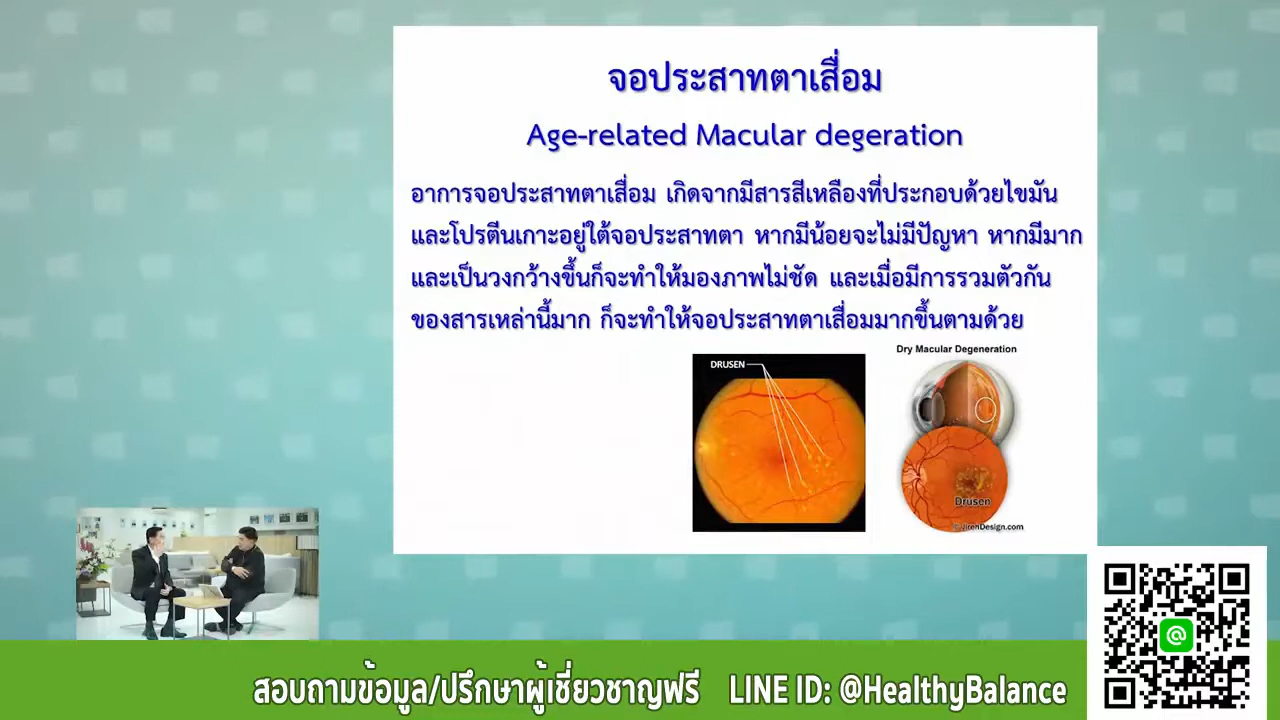 จอประสาทตาเสื่อม
Age-related Macular degeration
อาการจอประสาทตาเสื่อม เกิดจากมีสารสีเหลืองที่ประกอบด้วยไขมัน
และโปรตีนเกาะอยู่ใต้จอประสาทตา หากมีน้อยจะไม่มีปัญหา หากมีมาก
และเป็นวงกว้างขึ้นก็จะทำให้มองภาพไม่ชัด และเมื่อมีการรวมตัวกัน
ของสารเหล่านี้มาก ก็จะทำให้จอประสาทตาเสื่อมมากขึ้นตามด้วย
DRUSEN
Dry Macular Degeneration
Drusen
©JirehDesign.com
สอบถามข้อมูล/ปรึกษาผู้เชี่ยวชาญฟรี LINE ID: @HealthyBalance